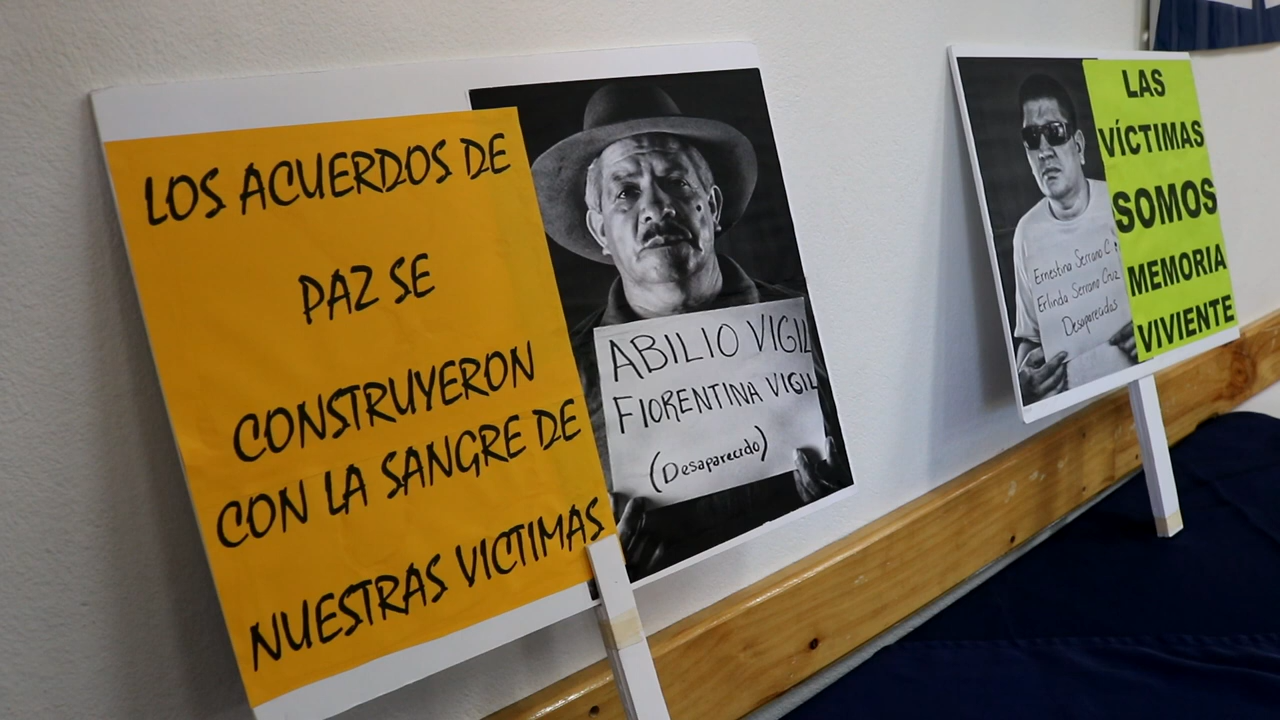 LOS ACUERDOS DE
PAZ SE
CONSTRUYERON
CON LA SANGRE DE
NUESTRAS VICTIMAS
ABILIO VIGIL
FIORENTINA VIGIL
(Desaparecido)
Ernestina Serrano C
Erlinda Serrano Cruz
Desaparecidas
LAS
VÍCTIMAS
SOMOS
MEMORIA
VIVIENTE